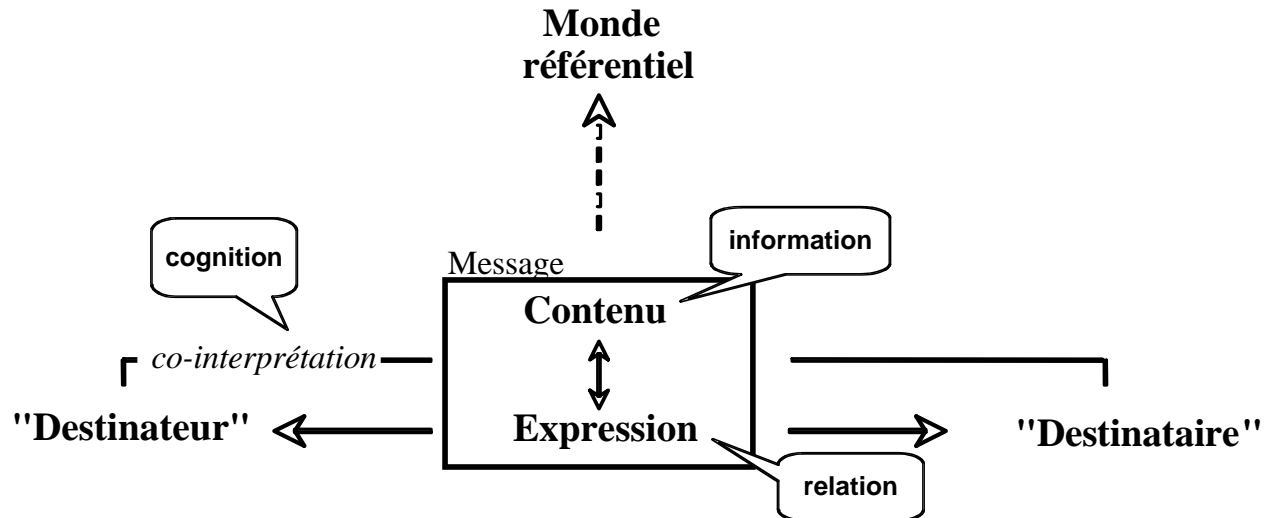 Monde
référentiel
information
cognition
Message
Contenu
co-interprétation
"Destinateur"
Expression
"Destinataire"
relation